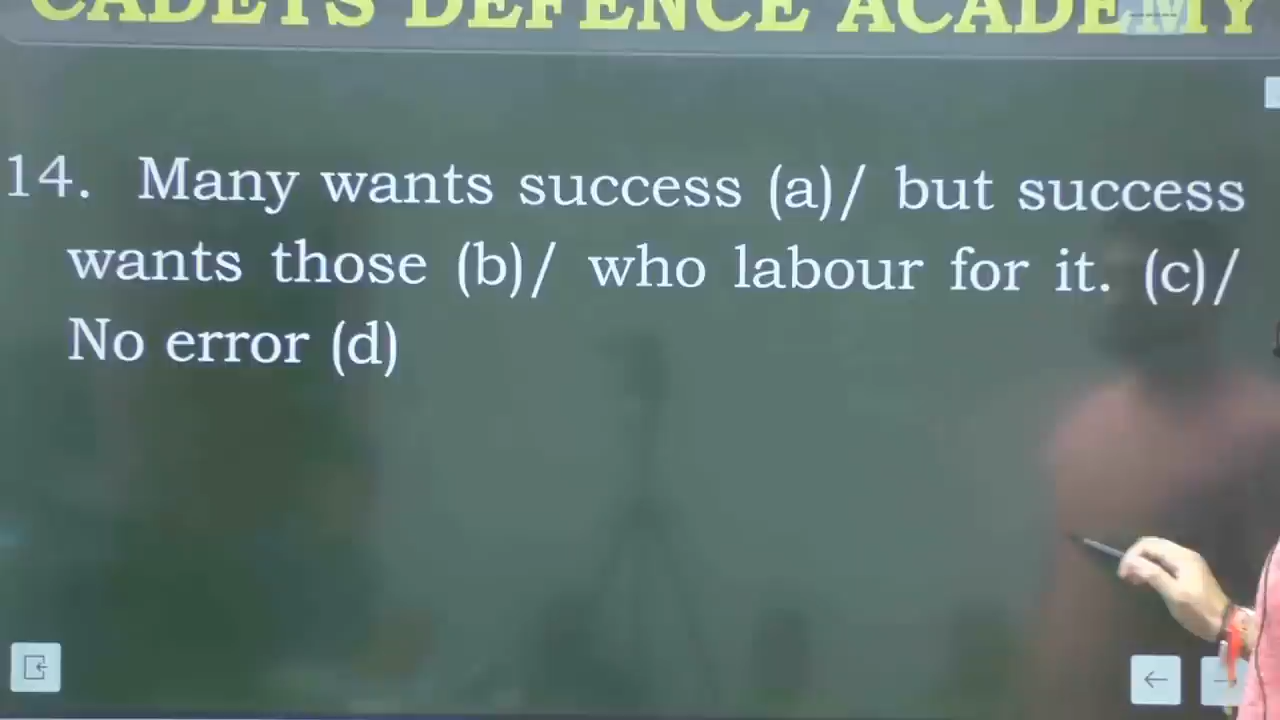 CADETS DEFENCE ACADEMY
14. Many wants success (a)/ but success
wants those (b)/ who labour for it. (c)/
No error (d)